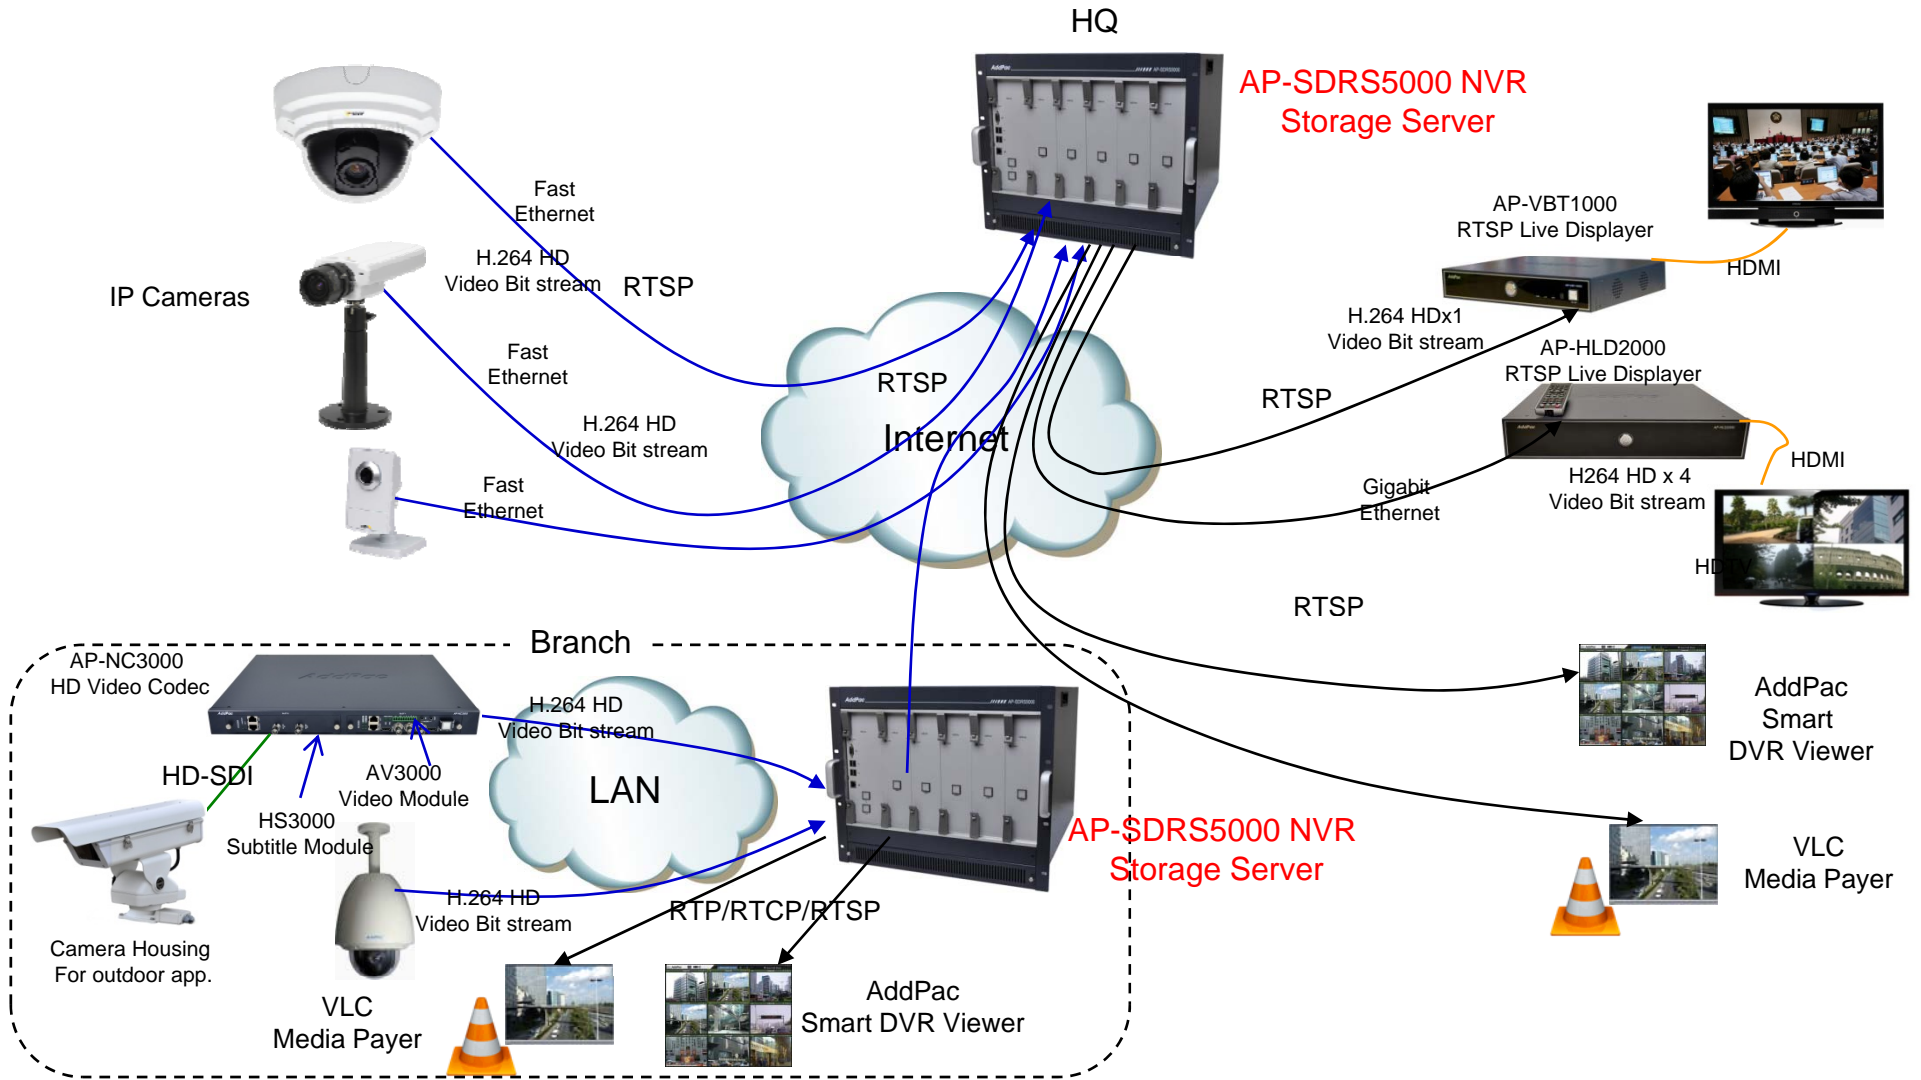 HQ
AP-SDRS5000 NVR
Storage Server
AddPac
Fast
Ethernet
H.264 HD
Video Bit stream
RTSP
IP Cameras
Fast
Ethernet
H.264 HD
Video Bit stream
Fast
Ethernet
RTSP
Internet
AP-VBT1000
RTSP Live Displayer
HDMI
H.264 HDx1
Video Bit stream
AP-HLD2000
RTSP Live Displayer
RTSP
AddPac
HDMI
H264 HD x 4
Video Bit stream
Gigabit
Ethernet
HDTV
RTSP
AddPac
Smart
DVR Viewer
VLC
Media Payer
Branch
AP-NC3000
HD Video Codec
AddPac
H.264 HD
Video Bit stream
AddPac
HD-SDI
AV3000
Video Module
LAN
HS3000
Subtitle Module
AP-SDRS5000 NVR
Storage Server
H.264 HD
Video Bit stream
RTP/RTCP/RTSP
Camera Housing
For outdoor app.
VLC
Media Payer
AddPac
Smart DVR Viewer